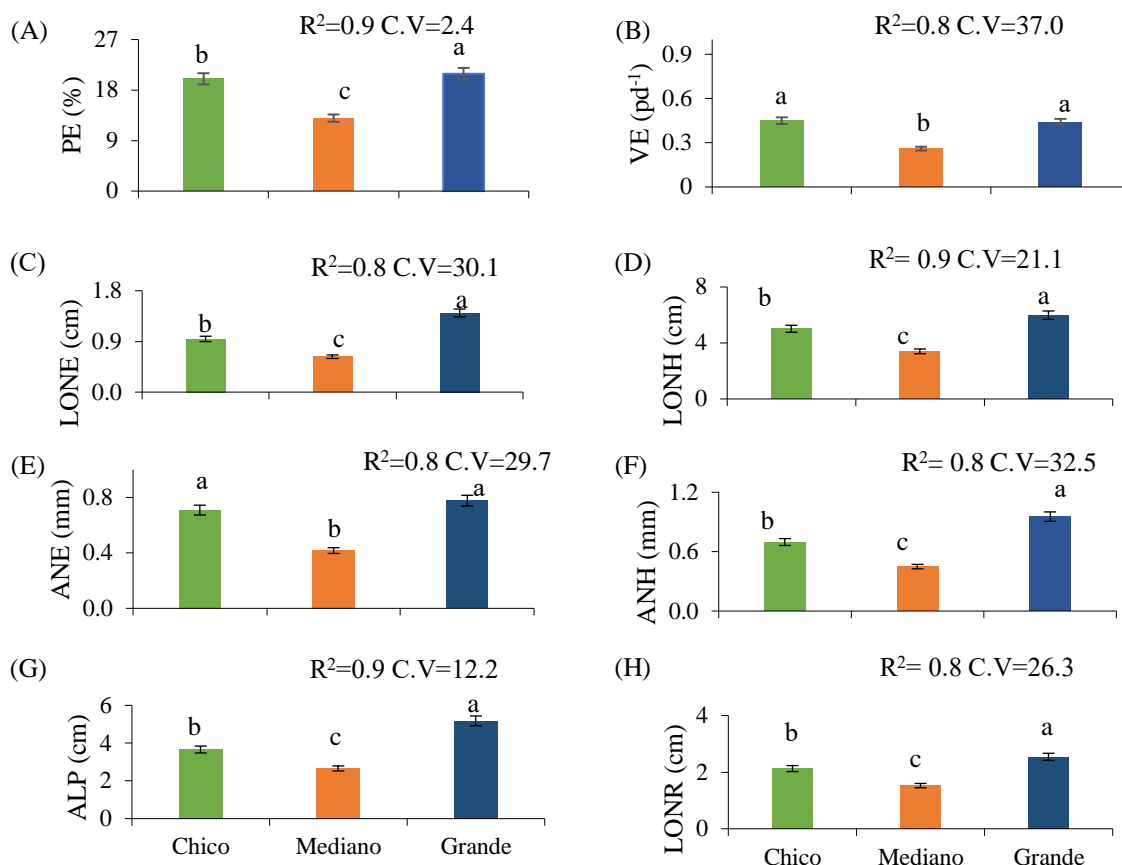 (A)
R²=0.9 C.V=2.4
PE (%)
27
18
9
0
b
c
a
(B)
R²=0.8 C.V=37.0
VE (pd⁻¹)
0.9
0.6
0.3
0
a
b
a
(C)
R²=0.8 C.V=30.1
LONE (cm)
1.8
0.9
0.0
b
c
a
(D)
R²= 0.9 C.V=21.1
LONH (cm)
8
4
0
b
c
a
(E)
R²=0.8 C.V=29.7
ANE (mm)
0.8
0.4
0.0
a
b
a
(F)
R²= 0.8 C.V=32.5
ANH (mm)
1.2
0.6
0.0
b
c
a
(G)
R²=0.9 C.V=12.2
ALP (cm)
6
4
2
0
b
c
a
Chico Mediano Grande
(H)
R²= 0.8 C.V=26.3
LONR (cm)
4
2
0
b
c
a
Chico Mediano Grande